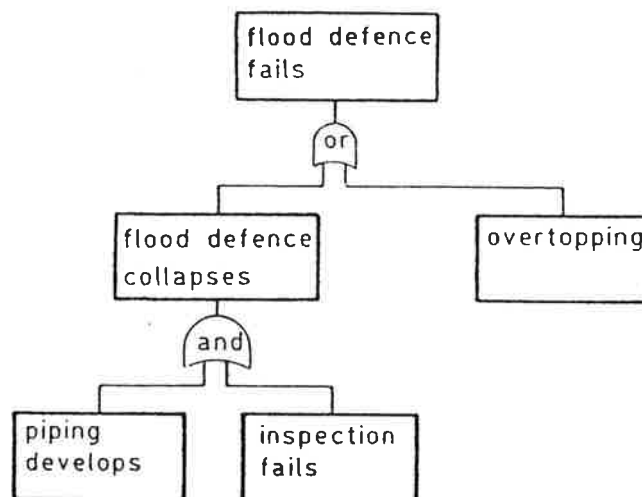 flood defence
fails
or
flood defence
collapses
overtopping
and
piping
develops
inspection
fails